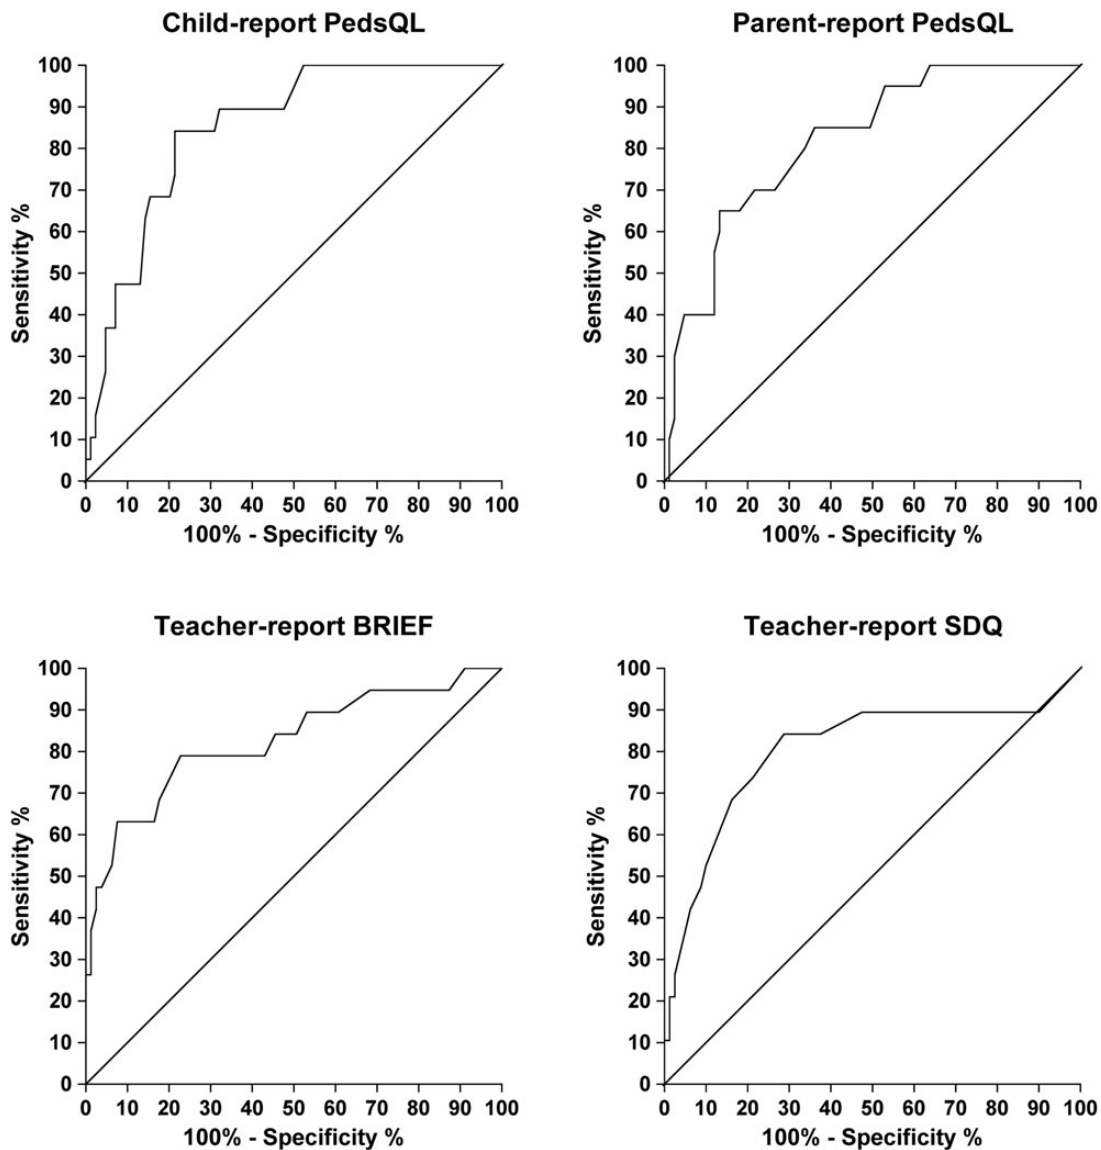 Child-report PedsQL
Sensitivity %
100
90
80
70
60
50
40
30
20
10
0
0 10 20 30 40 50 60 70 80 90 100
100% - Specificity %
Parent-report PedsQL
Sensitivity %
100
90
80
70
60
50
40
30
20
10
0
0 10 20 30 40 50 60 70 80 90 100
100% - Specificity %
Teacher-report BRIEF
Sensitivity %
100
90
80
70
60
50
40
30
20
10
0
0 10 20 30 40 50 60 70 80 90 100
100% - Specificity %
Teacher-report SDQ
Sensitivity %
100
90
80
70
60
50
40
30
20
10
0
0 10 20 30 40 50 60 70 80 90 100
100% - Specificity %